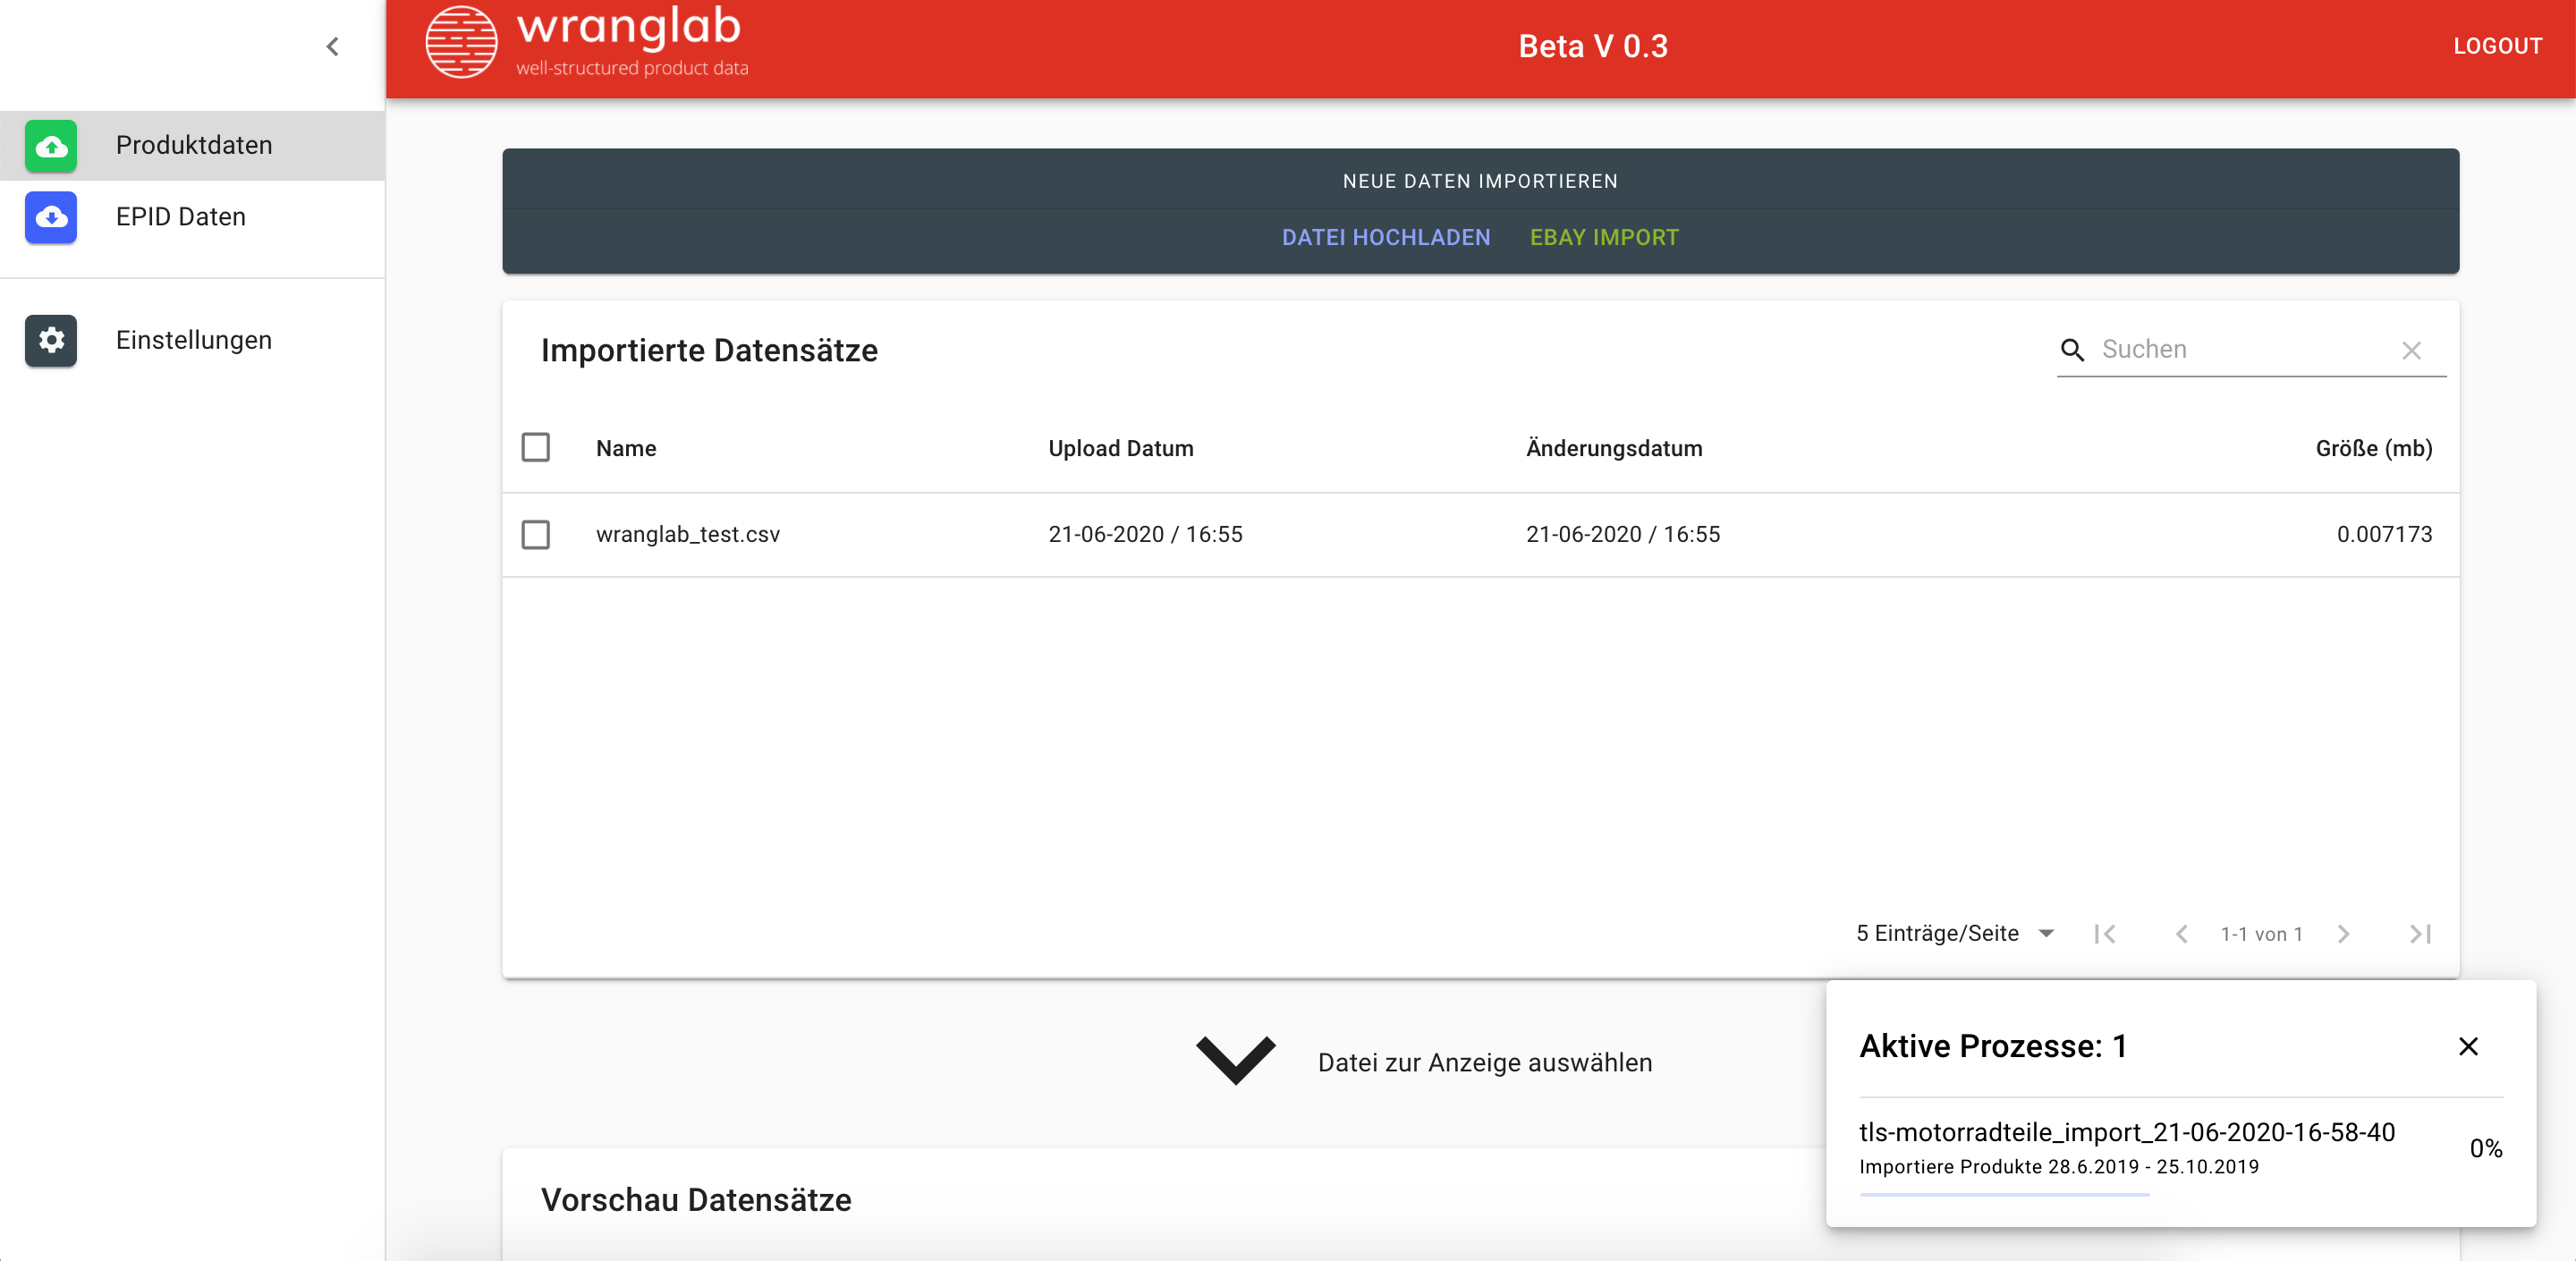 wranglab
well-structured product data
Beta V 0.3
LOGOUT
Produktdaten
EPID Daten
Einstellungen
NEUE DATEN IMPORTIEREN
DATEI HOCHLADEN EBAY IMPORT
Importierte Datensätze
Suchen
Name Upload Datum Änderungsdatum Größe (mb)
wranglab_test.csv 21-06-2020 / 16:55 21-06-2020 / 16:55 0.007173
5 Einträge/Seite 1-1 von 1
Datei zur Anzeige auswählen
Vorschau Datensätze
Aktive Prozesse: 1
tls-motorradteile_import_21-06-2020-16-58-40
0%
Importiere Produkte 28.6.2019 - 25.10.2019